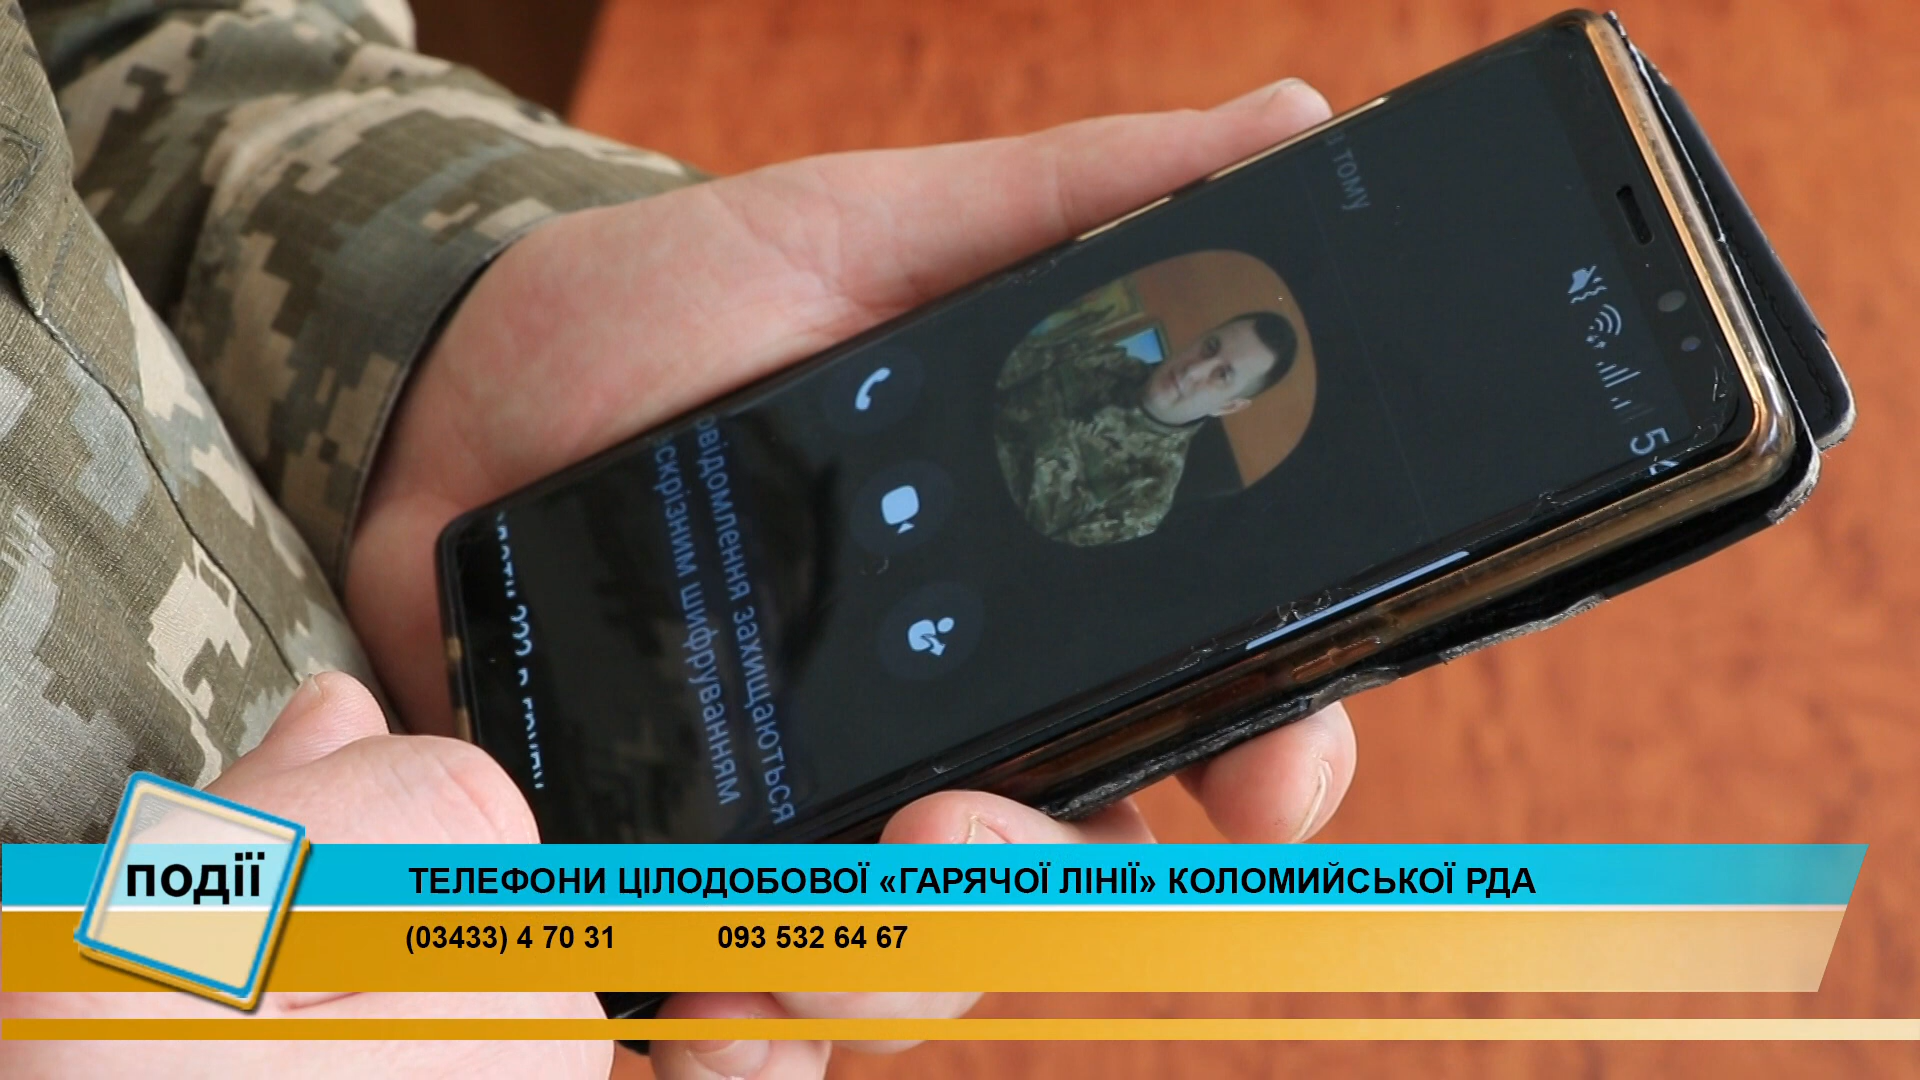 з тому
повідомлення захищаються
наскрізним шифруванням
події
ТЕЛЕФОНИ ЦІЛОДОБОВОЇ «ГАРЯЧОЇ ЛІНІЇ» КОЛОМИЙСЬКОЇ РДА
(03433) 4 70 31 093 532 64 67